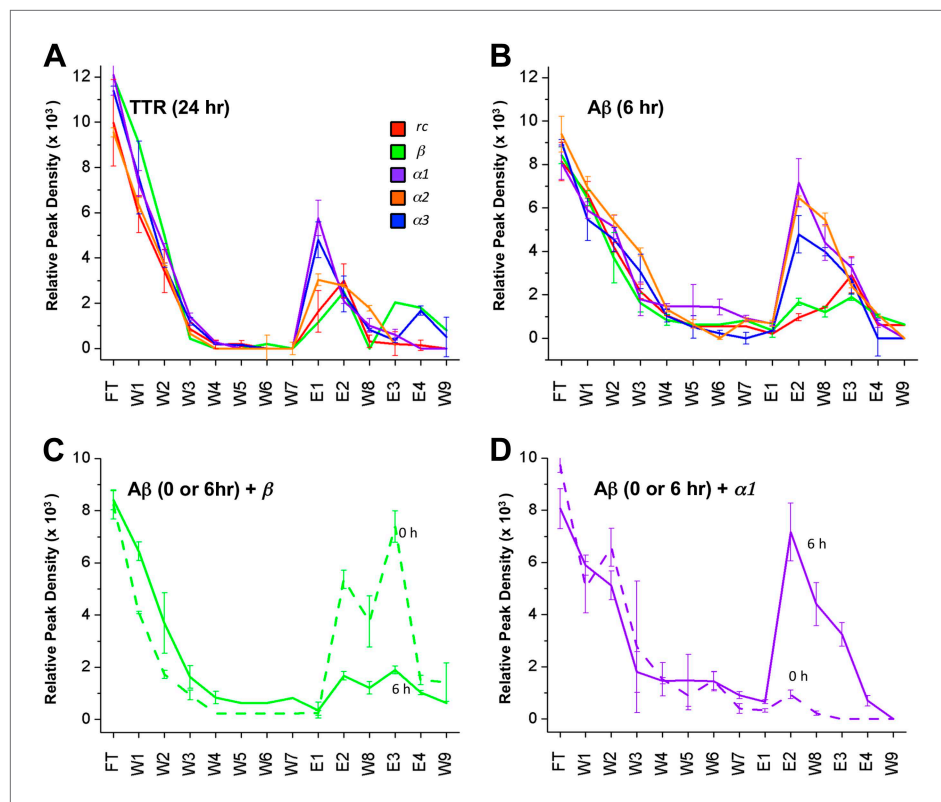 A
TTR (24 hr)
Relative Peak Density (x 10³)
12
10
8
6
4
2
0
rc
β
α1
α2
α3
FT W1 W2 W3 W4 W5 W6 W7 E1 E2 W8 E3 E4 W9
B
Aβ (6 hr)
Relative Peak Density (x 10³)
12
10
8
6
4
2
0
FT W1 W2 W3 W4 W5 W6 W7 E1 E2 W8 E3 E4 W9
C
Aβ (0 or 6hr) + β
Relative Peak Density (x 10³)
10
8
6
4
2
0
0 h
6 h
FT W1 W2 W3 W4 W5 W6 W7 E1 E2 W8 E3 E4 W9
D
Aβ (0 or 6 hr) + α1
Relative Peak Density (x 10³)
10
8
6
4
2
0
6 h
0 h
FT W1 W2 W3 W4 W5 W6 W7 E1 E2 W8 E3 E4 W9